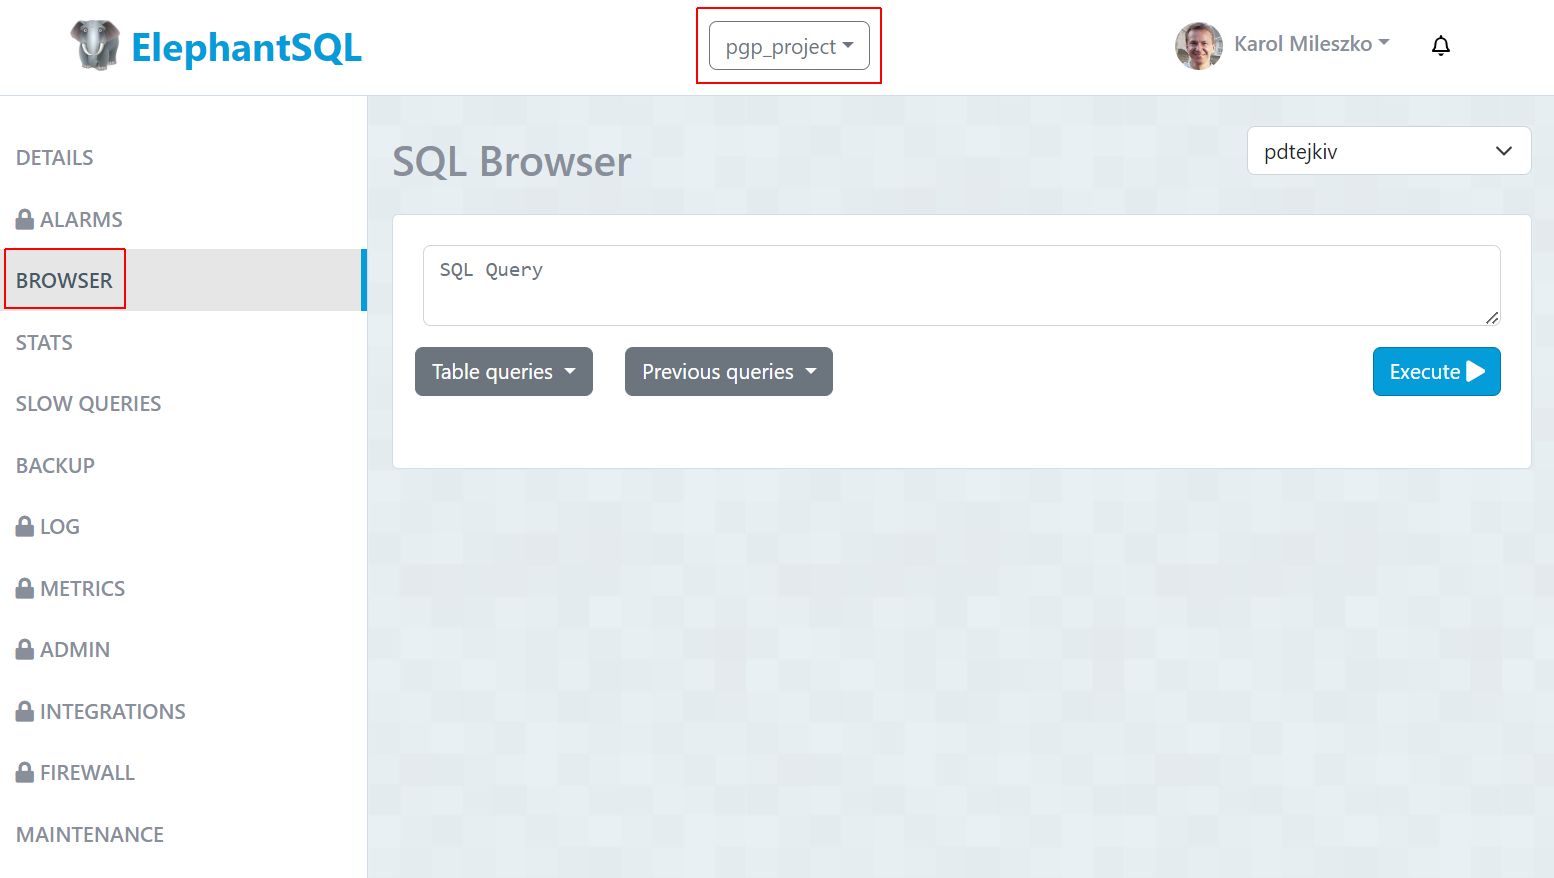 ElephantSQL
pgp_project
Karol Mileszko
DETAILS
ALARMS
BROWSER
STATS
SLOW QUERIES
BACKUP
LOG
METRICS
ADMIN
INTEGRATIONS
FIREWALL
MAINTENANCE
SQL Browser
pdtejkiv
SQL Query
Table queries
Previous queries
Execute